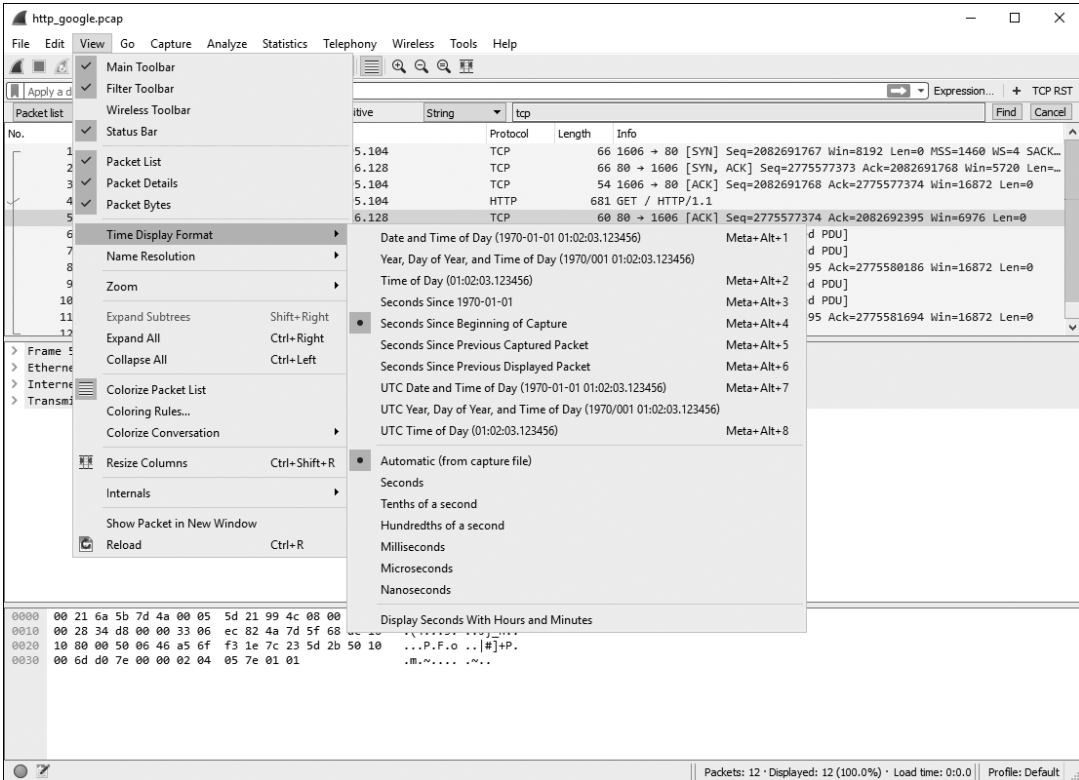 http_google.pcap
File Edit View Go Capture Analyze Statistics Telephony Wireless Tools Help
Apply a d
Expression... + TCP RST
Packet list
itive String tcp Find Cancel
No. Protocol Length Info
1 5.104 TCP 66 1606 → 80 [SYN] Seq=2082691767 Win=8192 Len=0 MSS=1460 WS=4 SACK…
2 6.128 TCP 66 80 → 1606 [SYN, ACK] Seq=2775577373 Ack=2082691768 Win=5720 Len=…
3 5.104 TCP 54 1606 → 80 [ACK] Seq=2082691768 Ack=2775577374 Win=16872 Len=0
4 5.104 HTTP 681 GET / HTTP/1.1
5 6.128 TCP 60 80 → 1606 [ACK] Seq=2775577374 Ack=2082692395 Win=6976 Len=0
6 d PDU]
7 d PDU]
8 95 Ack=2775580186 Win=16872 Len=0
9 d PDU]
10 d PDU]
11 95 Ack=2775581694 Win=16872 Len=0
12
Main Toolbar
Filter Toolbar
Wireless Toolbar
Status Bar
Packet List
Packet Details
Packet Bytes
Time Display Format
Name Resolution
Zoom
Expand Subtrees Shift+Right
Expand All Ctrl+Right
Collapse All Ctrl+Left
Colorize Packet List
Coloring Rules...
Colorize Conversation
Resize Columns Ctrl+Shift+R
Internals
Show Packet in New Window
Reload Ctrl+R
Date and Time of Day (1970-01-01 01:02:03.123456) Meta+Alt+1
Year, Day of Year, and Time of Day (1970/001 01:02:03.123456)
Time of Day (01:02:03.123456) Meta+Alt+2
Seconds Since 1970-01-01 Meta+Alt+3
Seconds Since Beginning of Capture Meta+Alt+4
Seconds Since Previous Captured Packet Meta+Alt+5
Seconds Since Previous Displayed Packet Meta+Alt+6
UTC Date and Time of Day (1970-01-01 01:02:03.123456) Meta+Alt+7
UTC Year, Day of Year, and Time of Day (1970/001 01:02:03.123456)
UTC Time of Day (01:02:03.123456) Meta+Alt+8
Automatic (from capture file)
Seconds
Tenths of a second
Hundredths of a second
Milliseconds
Microseconds
Nanoseconds
Display Seconds With Hours and Minutes
Frame 5
Etherne
Interne
Transmi
0000 00 21 6a 5b 7d 4a 00 05 5d 21 99 4c 08 00
0010 00 28 34 d8 00 00 33 06 ec 82 4a 7d 5f 68
0020 10 80 00 50 06 46 a5 6f f3 1e 7c 23 5d 2b 50 10 ...P.F.o ..|#]+P.
0030 00 6d d0 7e 00 00 02 04 05 7e 01 01 .m.~.... .~..
Packets: 12 · Displayed: 12 (100.0%) · Load time: 0:0.0 Profile: Default